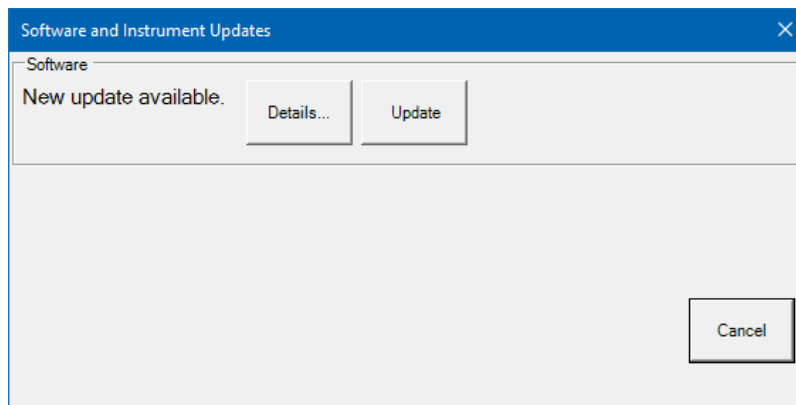 Software and Instrument Updates
Software
New update available.
Details...
Update
Cancel